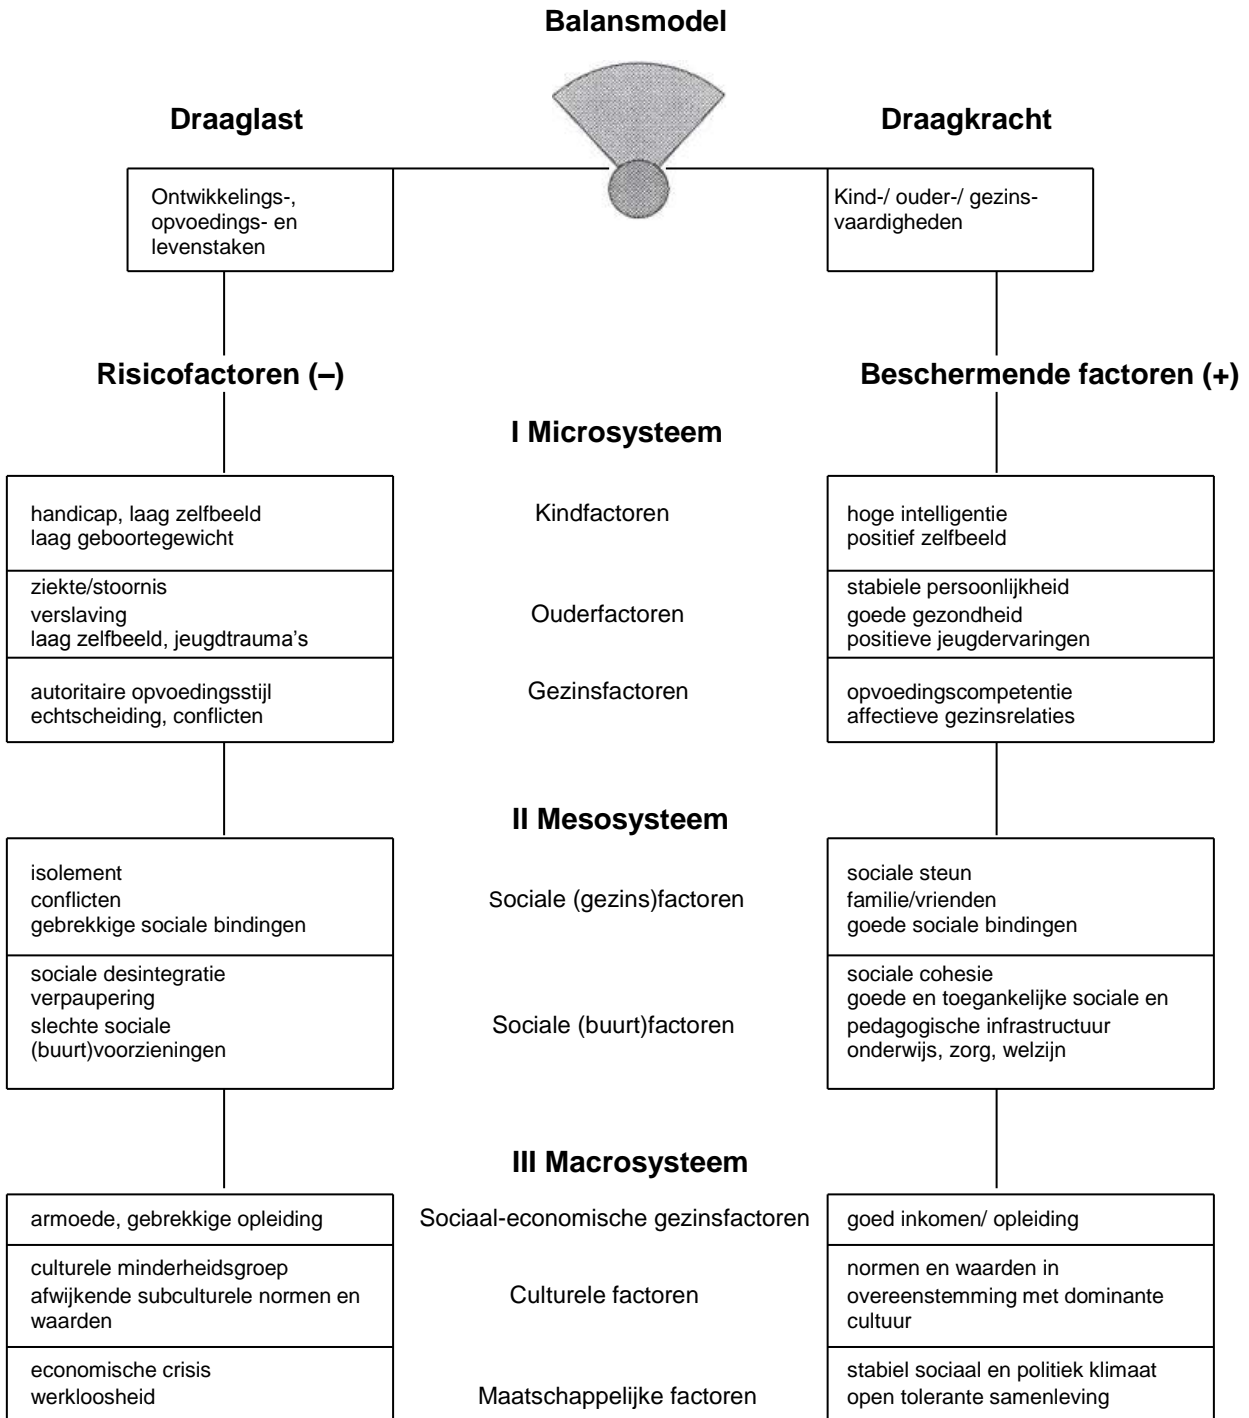 Balansmodel
Draaglast
Draagkracht
Ontwikkelings-,
opvoedings- en
levenstaken
Kind-/ ouder-/ gezins-
vaardigheden
Risicofactoren (–)
Beschermende factoren (+)
I Microsysteem
handicap, laag zelfbeeld
laag geboortegewicht
Kindfactoren
hoge intelligentie
positief zelfbeeld
ziekte/stoornis
verslaving
laag zelfbeeld, jeugdtrauma's
Ouderfactoren
stabiele persoonlijkheid
goede gezondheid
positieve jeugdervaringen
autoritaire opvoedingsstijl
echtscheiding, conflicten
Gezinsfactoren
opvoedingscompetentie
affectieve gezinsrelaties
II Mesosysteem
isolement
conflicten
gebrekkige sociale bindingen
Sociale (gezins)factoren
sociale steun
familie/vrienden
goede sociale bindingen
sociale desintegratie
verpaupering
slechte sociale
(buurt)voorzieningen
Sociale (buurt)factoren
sociale cohesie
goede en toegankelijke sociale en
pedagogische infrastructuur
onderwijs, zorg, welzijn
III Macrosysteem
armoede, gebrekkige opleiding
Sociaal-economische gezinsfactoren
goed inkomen/ opleiding
culturele minderheidsgroep
afwijkende subculturele normen en
waarden
Culturele factoren
normen en waarden in
overeenstemming met dominante
cultuur
economische crisis
werkloosheid
Maatschappelijke factoren
stabiel sociaal en politiek klimaat
open tolerante samenleving